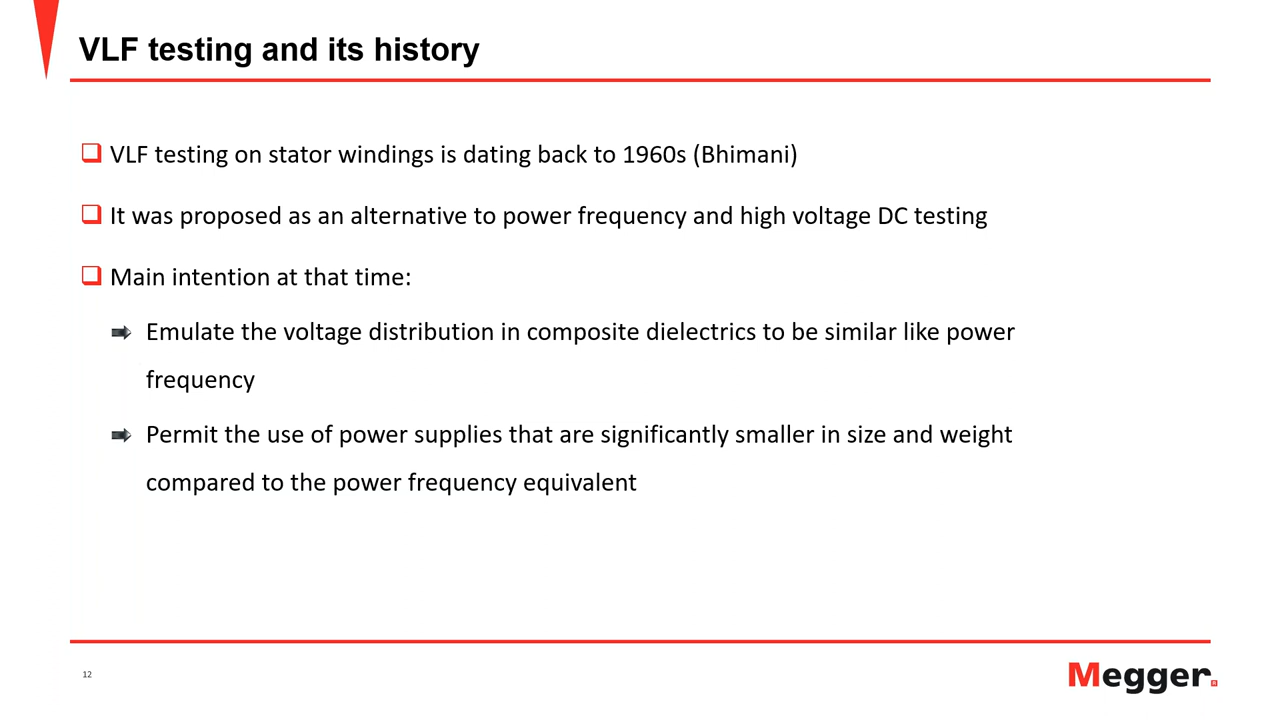 VLF testing and its history
VLF testing on stator windings is dating back to 1960s (Bhimani)
It was proposed as an alternative to power frequency and high voltage DC testing
Main intention at that time:
Emulate the voltage distribution in composite dielectrics to be similar like power
frequency
Permit the use of power supplies that are significantly smaller in size and weight
compared to the power frequency equivalent
12
Megger.